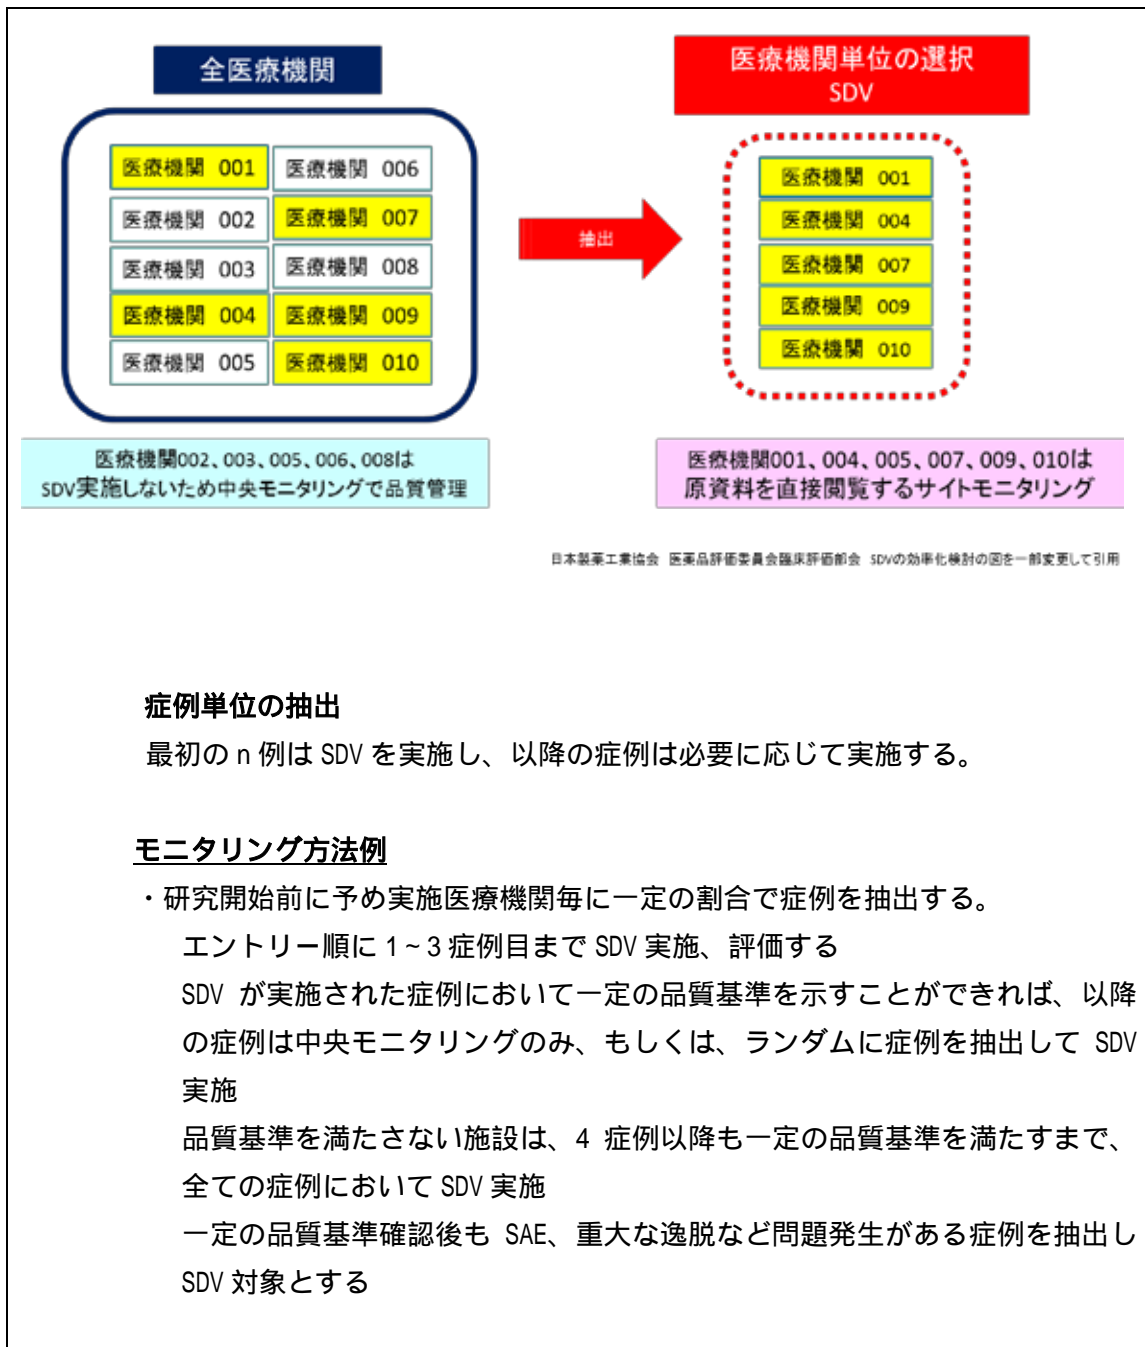 全医療機関
医療機関 001
医療機関 002
医療機関 003
医療機関 004
医療機関 005
医療機関 006
医療機関 007
医療機関 008
医療機関 009
医療機関 010
医療機関002、003、005、006、008は
SDV実施しないため中央モニタリングで品質管理
抽出
医療機関単位の選択
SDV
医療機関 001
医療機関 004
医療機関 007
医療機関 009
医療機関 010
医療機関001、004、005、007、009、010は
原資料を直接閲覧するサイトモニタリング
日本製薬工業協会 医薬品評価委員会臨床評価部会 SDVの効率化検討の図を一部変更して引用
症例単位の抽出
最初の n 例は SDV を実施し、以降の症例は必要に応じて実施する。
モニタリング方法例
・研究開始前に予め実施医療機関毎に一定の割合で症例を抽出する。
エントリー順に 1~3 症例目まで SDV 実施、評価する
SDV が実施された症例において一定の品質基準を示すことができれば、以降
の症例は中央モニタリングのみ、もしくは、ランダムに症例を抽出して SDV
実施
品質基準を満たさない施設は、4 症例以降も一定の品質基準を満たすまで、
全ての症例において SDV 実施
一定の品質基準確認後も SAE、重大な逸脱など問題発生がある症例を抽出し
SDV 対象とする